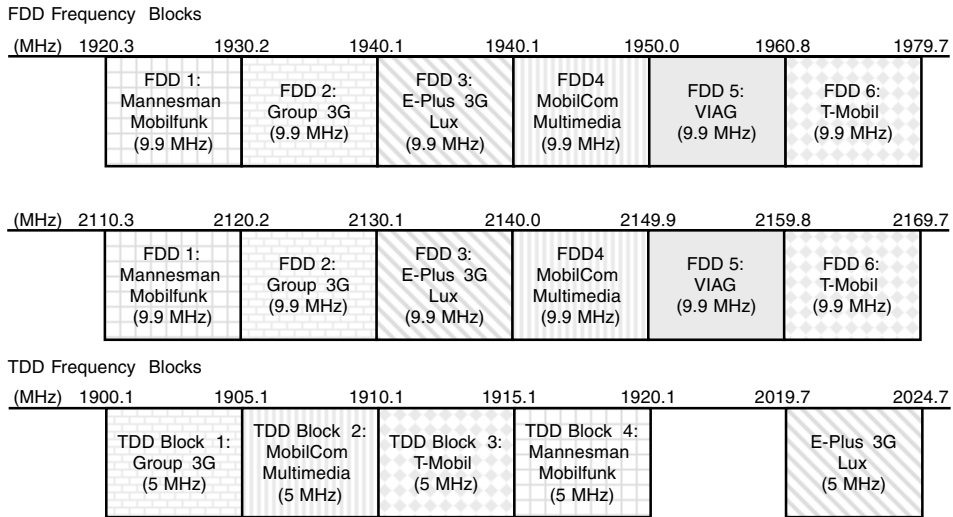 FDD Frequency Blocks
(MHz) 1920.3 1930.2 1940.1 1940.1 1950.0 1960.8 1979.7
FDD 1:
Mannesman
Mobilfunk
(9.9 MHz)
FDD 2:
Group 3G
(9.9 MHz)
FDD 3:
E-Plus 3G
Lux
(9.9 MHz)
FDD4
MobilCom
Multimedia
(9.9 MHz)
FDD 5:
VIAG
(9.9 MHz)
FDD 6:
T-Mobil
(9.9 MHz)
(MHz) 2110.3 2120.2 2130.1 2140.0 2149.9 2159.8 2169.7
FDD 1:
Mannesman
Mobilfunk
(9.9 MHz)
FDD 2:
Group 3G
(9.9 MHz)
FDD 3:
E-Plus 3G
Lux
(9.9 MHz)
FDD4
MobilCom
Multimedia
(9.9 MHz)
FDD 5:
VIAG
(9.9 MHz)
FDD 6:
T-Mobil
(9.9 MHz)
TDD Frequency Blocks
(MHz) 1900.1 1905.1 1910.1 1915.1 1920.1 2019.7 2024.7
TDD Block 1:
Group 3G
(5 MHz)
TDD Block 2:
MobilCom
Multimedia
(5 MHz)
TDD Block 3:
T-Mobil
(5 MHz)
TDD Block 4:
Mannesman
Mobilfunk
(5 MHz)
E-Plus 3G
Lux
(5 MHz)